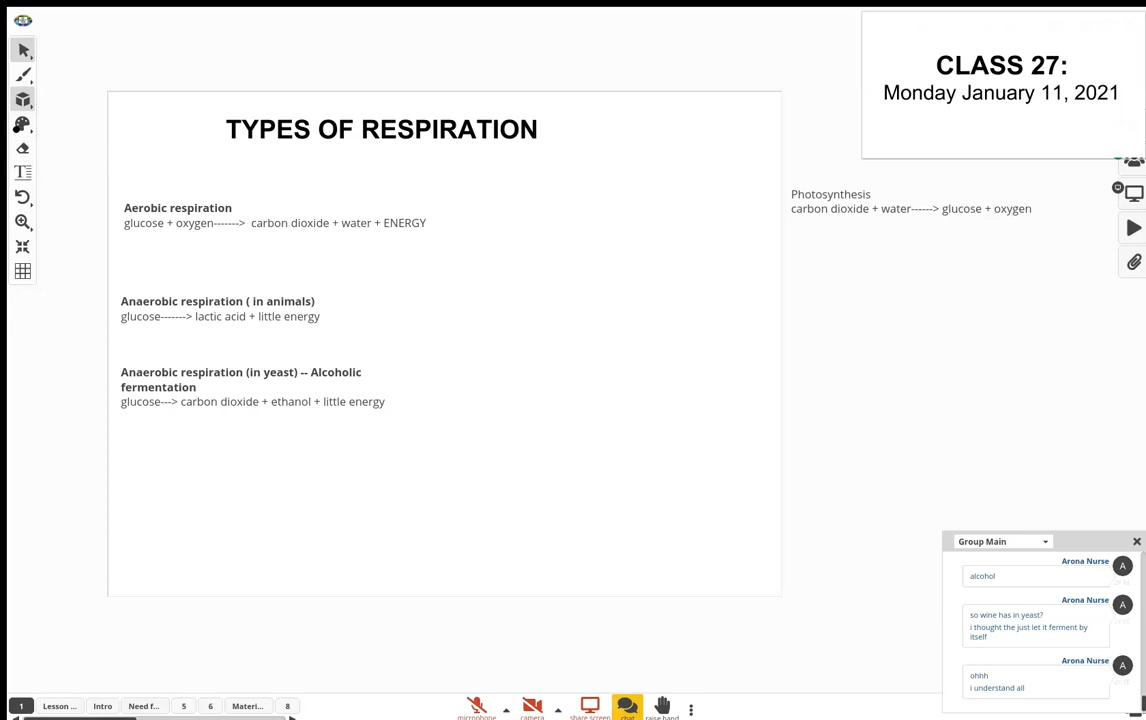 CLASS 27:
Monday January 11, 2021
TYPES OF RESPIRATION
Aerobic respiration
glucose + oxygen-------> carbon dioxide + water + ENERGY
Photosynthesis
carbon dioxide + water------> glucose + oxygen
Anaerobic respiration ( in animals)
glucose-------> lactic acid + little energy
Anaerobic respiration (in yeast) -- Alcoholic
fermentation
glucose---> carbon dioxide + ethanol + little energy
Group Main
Arona Nurse
A
alcohol
Arona Nurse
A
so wine has in yeast?
i thought the just let it ferment by
itself
Arona Nurse
A
ohhh
i understand all
1 Lesson ... Intro Need f... 5 6 Materi... 8
microphone camera share screen chat raise hand